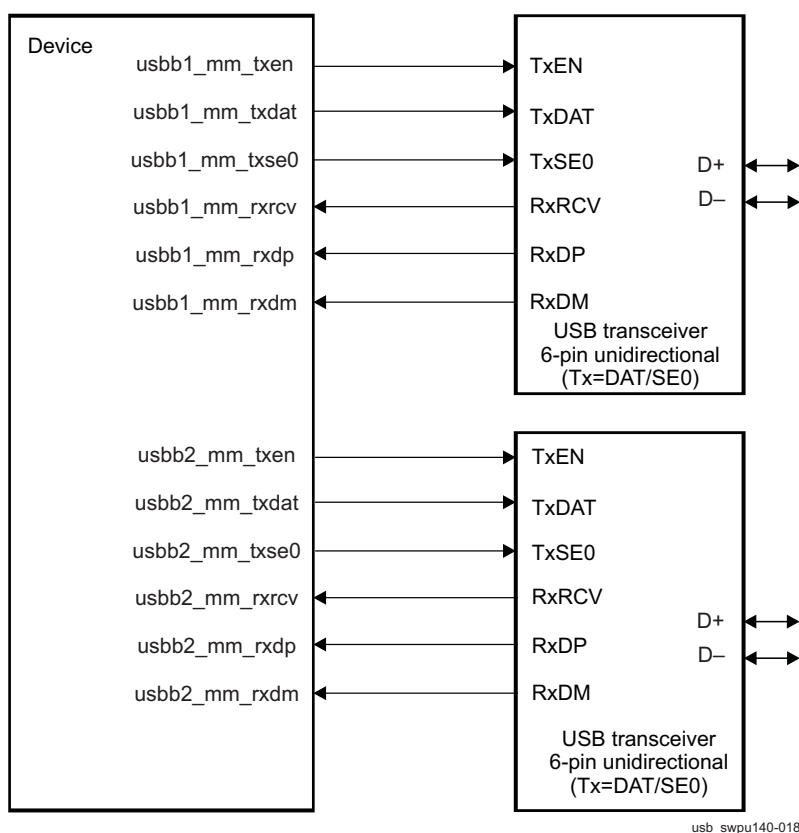 Device
usbb1_mm_txen
TxEN
usbb1_mm_txdat
TxDAT
usbb1_mm_txse0
TxSE0
D+
usbb1_mm_rxrcv
RxRCV
D–
usbb1_mm_rxdp
RxDP
usbb1_mm_rxdm
RxDM
USB transceiver
6-pin unidirectional
(Tx=DAT/SE0)
usbb2_mm_txen
TxEN
usbb2_mm_txdat
TxDAT
usbb2_mm_txse0
TxSE0
usbb2_mm_rxrcv
RxRCV
D+
usbb2_mm_rxdp
RxDP
D–
usbb2_mm_rxdm
RxDM
USB transceiver
6-pin unidirectional
(Tx=DAT/SE0)
usb_swpu140-018